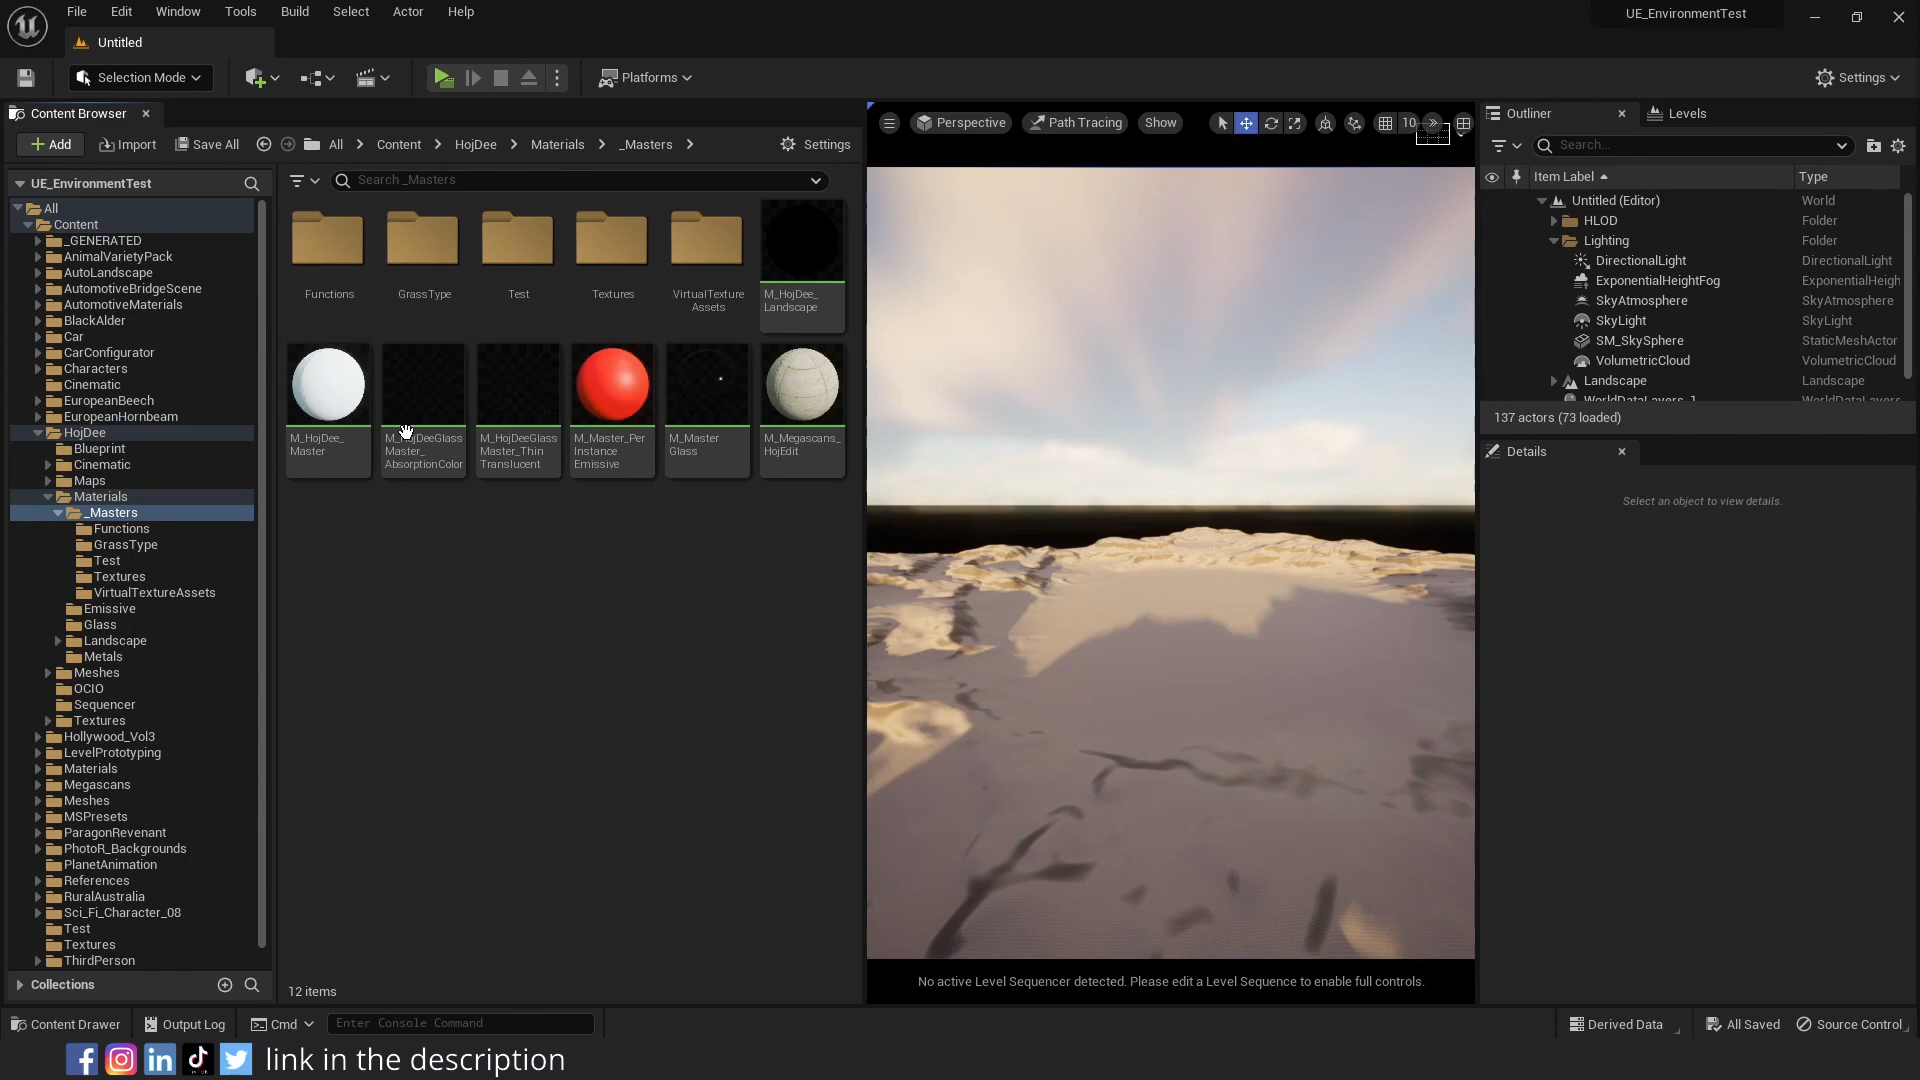 File Edit Window Tools Build Select Actor Help
UE_EnvironmentTest
Untitled
Selection Mode
Platforms
Settings
Content Browser
Add
Import
Save All
All
Content
HojDee
Materials
_Masters
Settings
UE_EnvironmentTest
All
Content
_GENERATED
AnimalVarietyPack
AutoLandscape
AutomotiveBridgeScene
AutomotiveMaterials
BlackAlder
Car
CarConfigurator
Characters
Cinematic
EuropeanBeech
EuropeanHornbeam
HojDee
Blueprint
Cinematic
Maps
Materials
_Masters
Functions
GrassType
Test
Textures
VirtualTextureAssets
Emissive
Glass
Landscape
Metals
Meshes
OCIO
Sequencer
Textures
Hollywood_Vol3
LevelPrototyping
Materials
Megascans
Meshes
MSPresets
ParagonRevenant
PhotoR_Backgrounds
PlanetAnimation
References
RuralAustralia
Sci_Fi_Character_08
Test
Textures
ThirdPerson
Collections
Search _Masters
Functions
GrassType
Test
Textures
VirtualTexture
Assets
M_HojDee_
Landscape
M_HojDee_
Master
M_HojDeeGlass
Master_
AbsorptionColor
M_HojDeeGlass
Master_Thin
Translucent
M_Master_Per
Instance
Emissive
M_Master
Glass
M_Megascans_
HojEdit
12 items
Perspective
Path Tracing
Show
10
No active Level Sequencer detected. Please edit a Level Sequence to enable full controls.
Outliner
Levels
Search...
Item Label
Type
Untitled (Editor) World
HLOD Folder
Lighting Folder
DirectionalLight DirectionalLight
ExponentialHeightFog ExponentialHeigh
SkyAtmosphere SkyAtmosphere
SkyLight SkyLight
SM_SkySphere StaticMeshActor
VolumetricCloud VolumetricCloud
Landscape Landscape
137 actors (73 loaded)
Details
Select an object to view details.
Content Drawer
Output Log
Cmd
Enter Console Command
Derived Data
All Saved
Source Control
link in the description